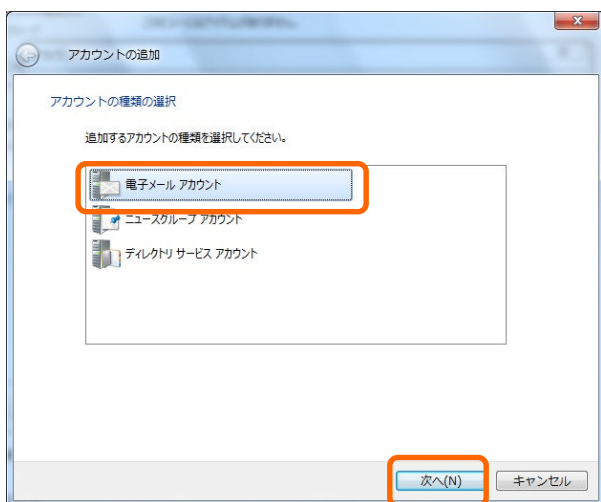 アカウントの追加
アカウントの種類の選択
追加するアカウントの種類を選択してください。
電子メール アカウント
ニュースグループ アカウント
ディレクトリ サービス アカウント
次へ(N)
キャンセル